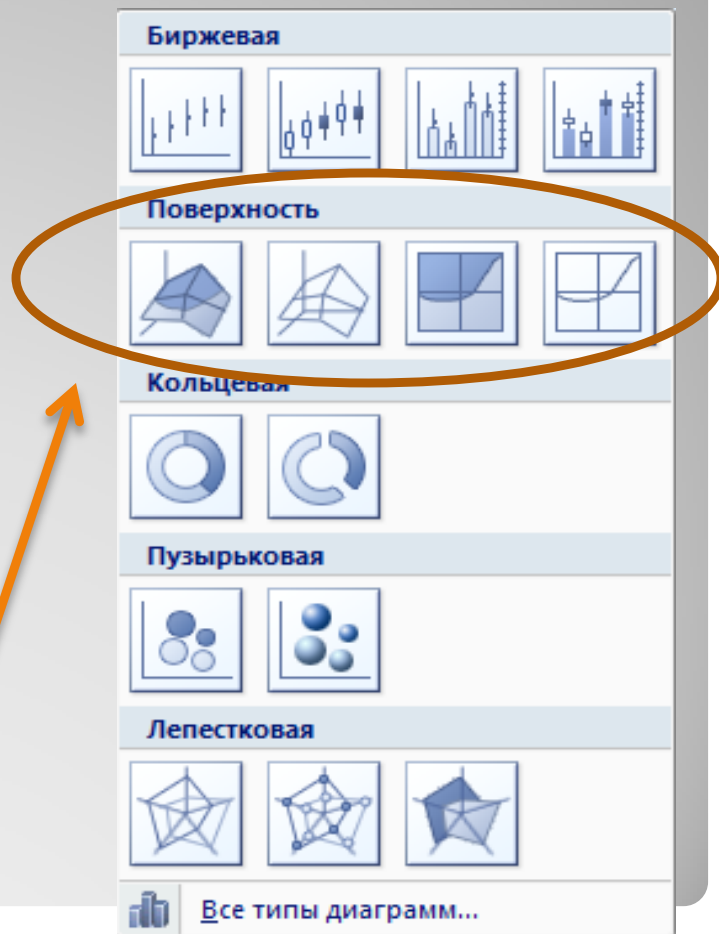 Биржевая
Поверхность
Кольцевая
Пузырьковая
Лепестковая
Все типы диаграмм...